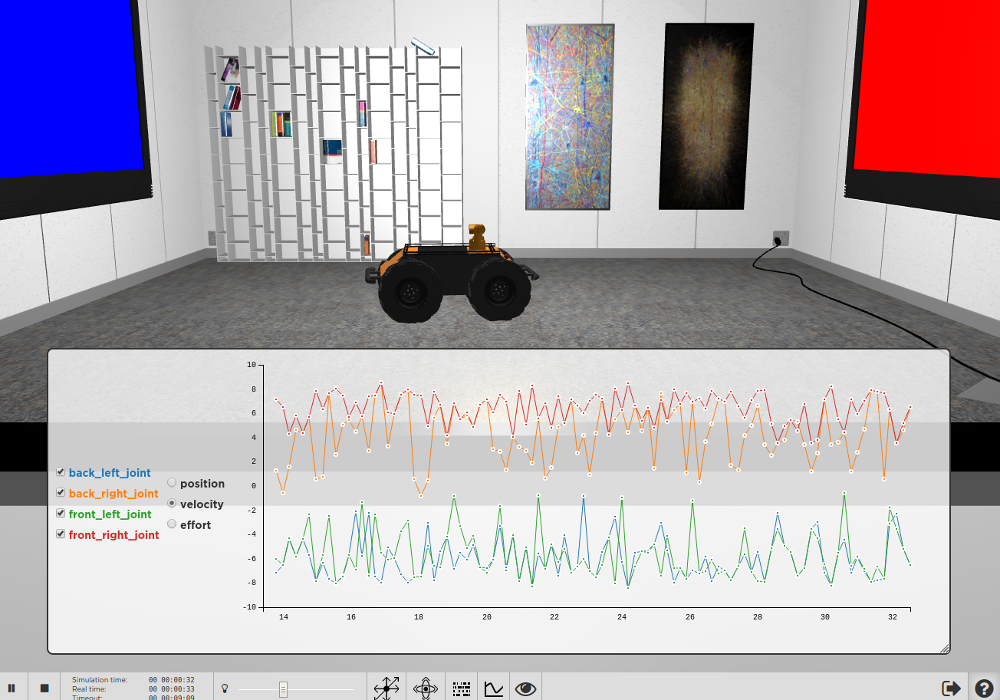 10
8
6
4
2
0
-2
-4
-6
-8
-10
14 16 18 20 22 24 26 28 30 32
back_left_joint
back_right_joint
front_left_joint
front_right_joint
position
velocity
effort
Simulation time: 00 00:00:32
Real time: 00 00:00:33
Timeout: 00 00:09:09